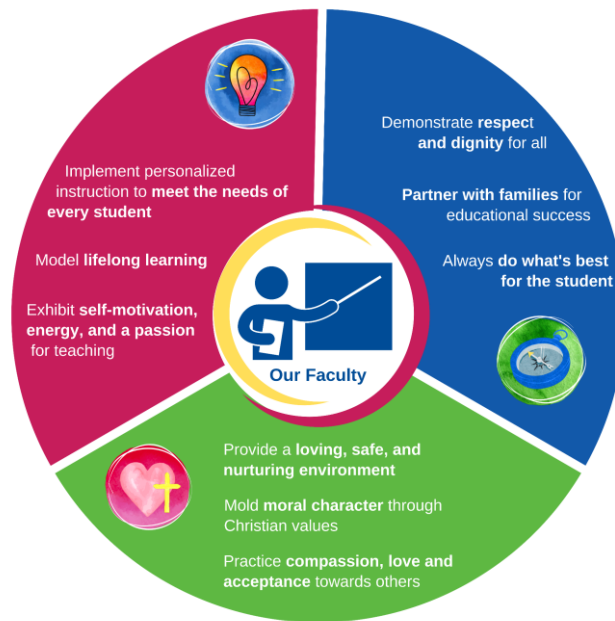 Implement personalized
instruction to meet the needs of
every student
Model lifelong learning
Exhibit self-motivation,
energy, and a passion
for teaching
Demonstrate respect
and dignity for all
Partner with families for
educational success
Always do what's best
for the student
Our Faculty
Provide a loving, safe, and
nurturing environment
Mold moral character through
Christian values
Practice compassion, love and
acceptance towards others